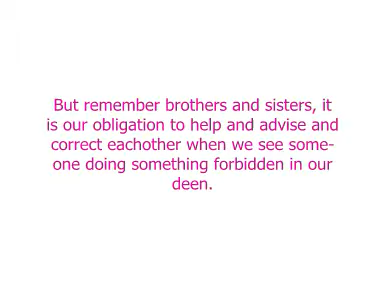 But remember brothers and sisters, it
is our obligation to help and advise and
correct eachother when we see some-
one doing something forbidden in our
deen.